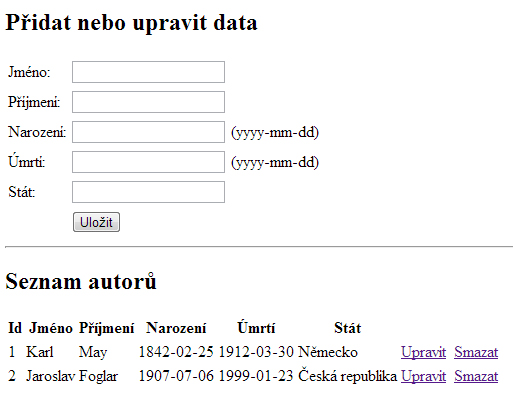 Přidat nebo upravit data
Jméno:
Příjmení:
Narození: (yyyy-mm-dd)
Úmrtí: (yyyy-mm-dd)
Stát:
Uložit
Seznam autorů
Id Jméno Příjmení Narození Úmrtí Stát
1 Karl May 1842-02-25 1912-03-30 Německo Upravit Smazat
2 Jaroslav Foglar 1907-07-06 1999-01-23 Česká republika Upravit Smazat